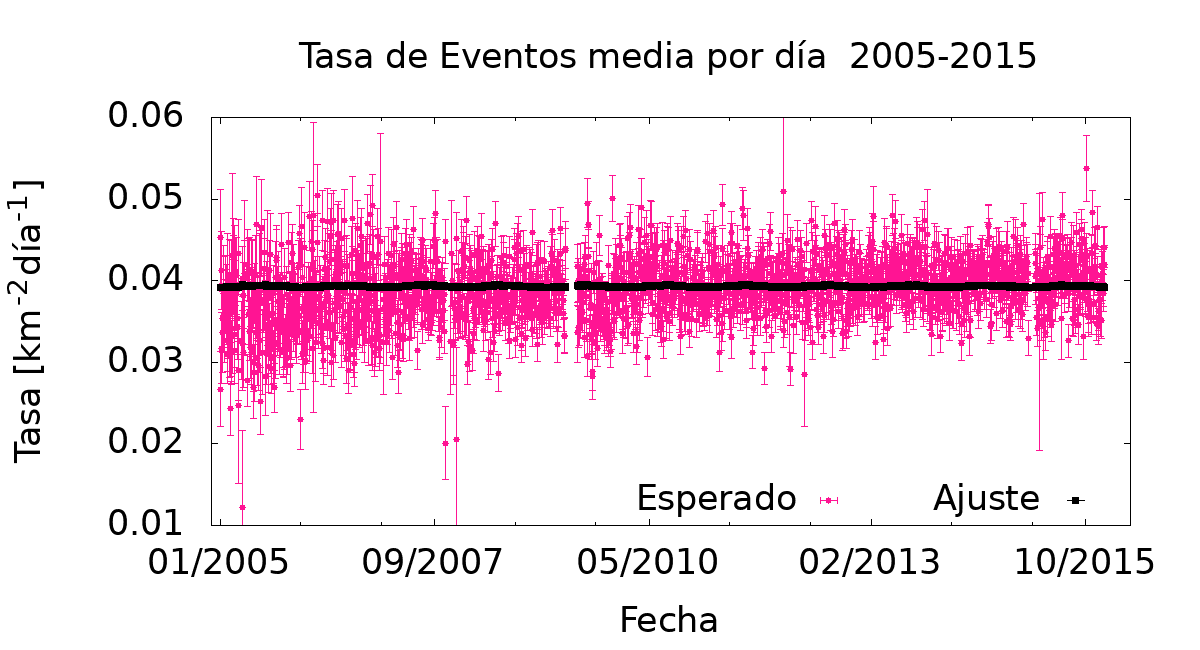 Tasa de Eventos media por día  2005-2015
Tasa [km⁻²día⁻¹]
0.06
0.05
0.04
0.03
0.02
0.01
Esperado
Ajuste
01/2005
09/2007
05/2010
02/2013
10/2015
Fecha